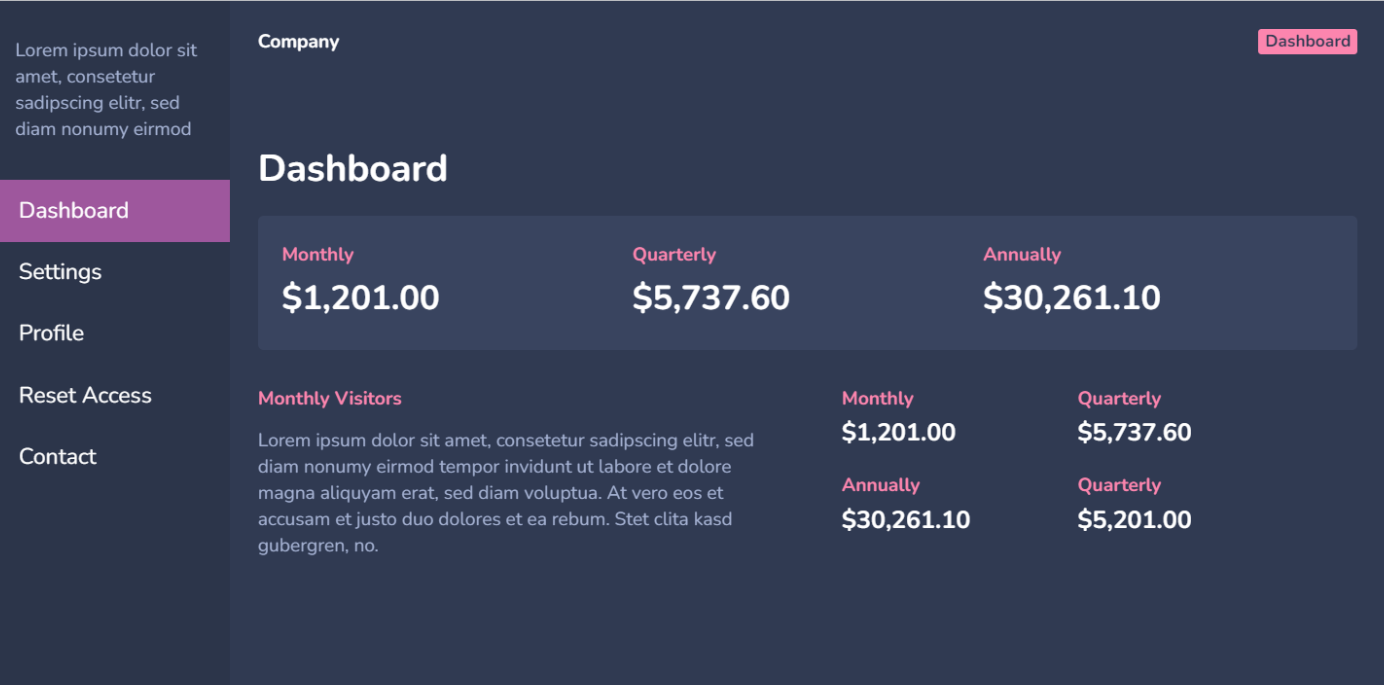 Lorem ipsum dolor sit
amet, consetetur
sadipscing elitr, sed
diam nonumy eirmod
Dashboard
Settings
Profile
Reset Access
Contact
Company
Dashboard
Dashboard
Monthly
$1,201.00
Quarterly
$5,737.60
Annually
$30,261.10
Monthly Visitors
Lorem ipsum dolor sit amet, consetetur sadipscing elitr, sed
diam nonumy eirmod tempor invidunt ut labore et dolore
magna aliquyam erat, sed diam voluptua. At vero eos et
accusam et justo duo dolores et ea rebum. Stet clita kasd
gubergren, no.
Monthly
$1,201.00
Quarterly
$5,737.60
Annually
$30,261.10
Quarterly
$5,201.00